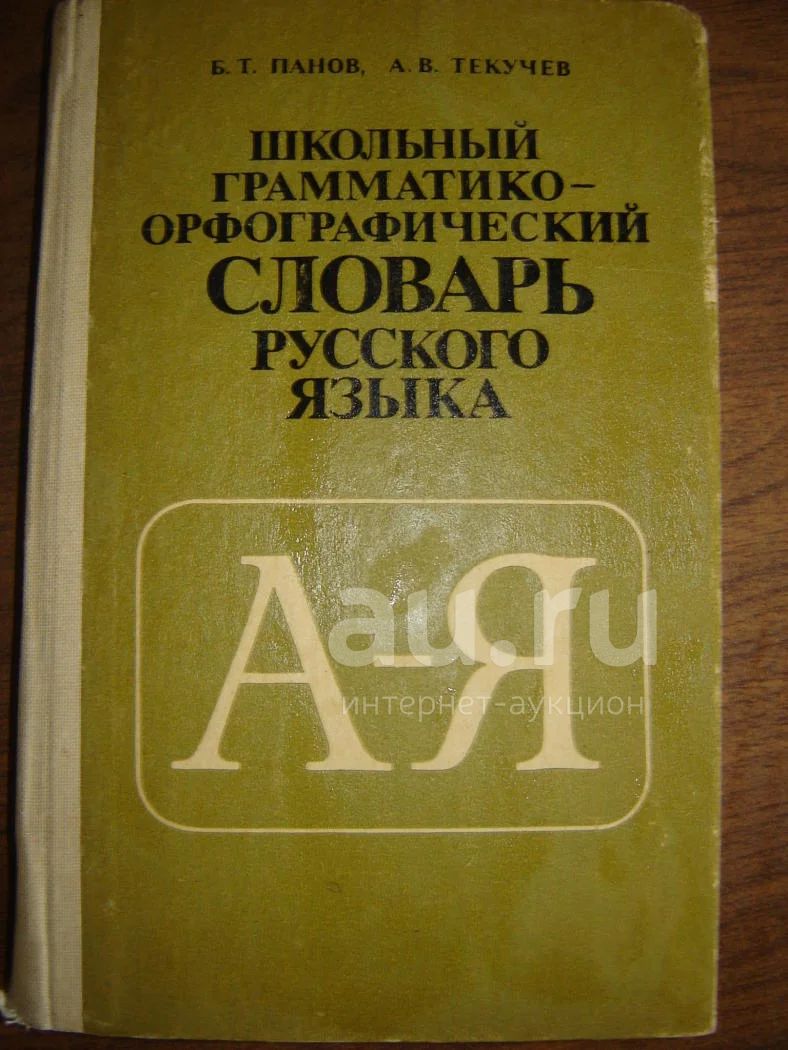 Б. Т. ПАНОВ, А. В. ТЕКУЧЕВ
ШКОЛЬНЫЙ
ГРАММАТИКО-
ОРФОГРАФИЧЕСКИЙ
СЛОВАРЬ
РУССКОГО
ЯЗЫКА
А-Я
au.ru
интернет-аукцион